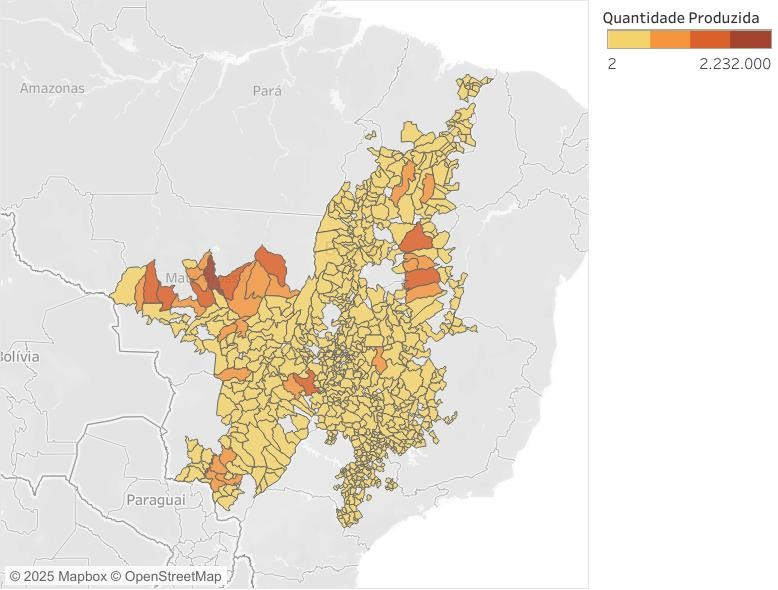 Quantidade Produzida
2
2.232.000
Amazonas
Pará
Bolívia
Paraguai
© 2025 Mapbox © OpenStreetMap